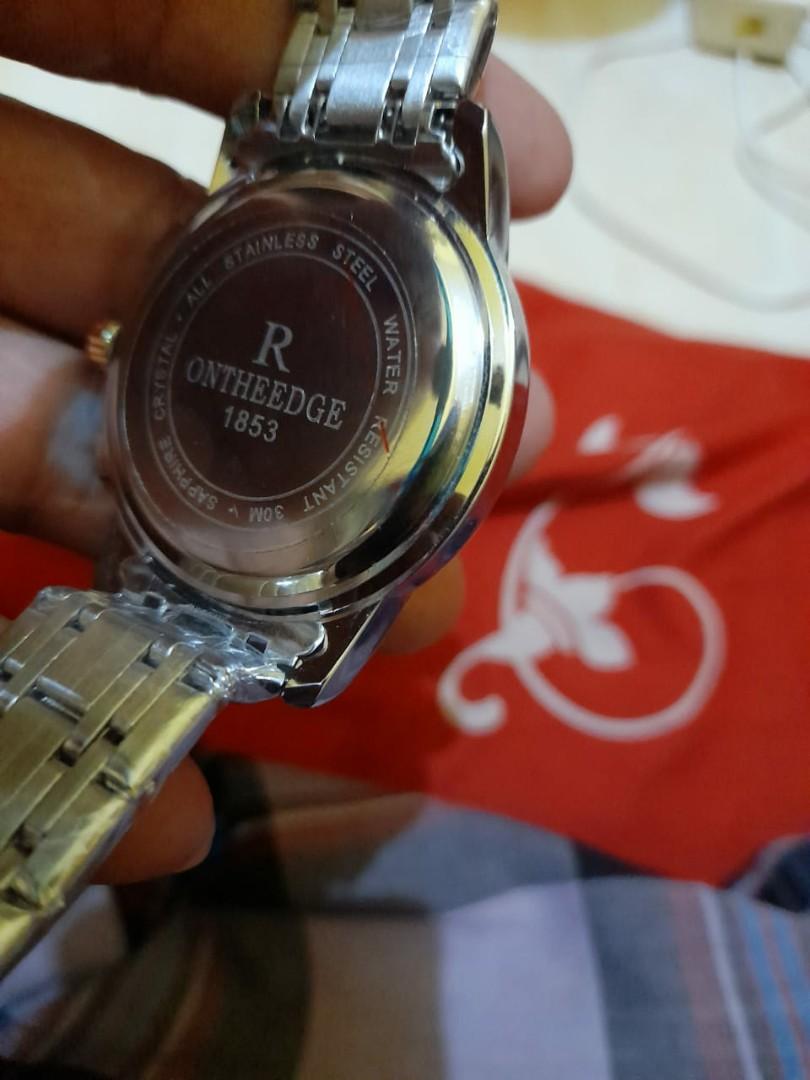 R
ONTHEEDGE
1853
ALL STAINLESS STEEL WATER RESISTANT 30M SAPPHIRE CRYSTAL